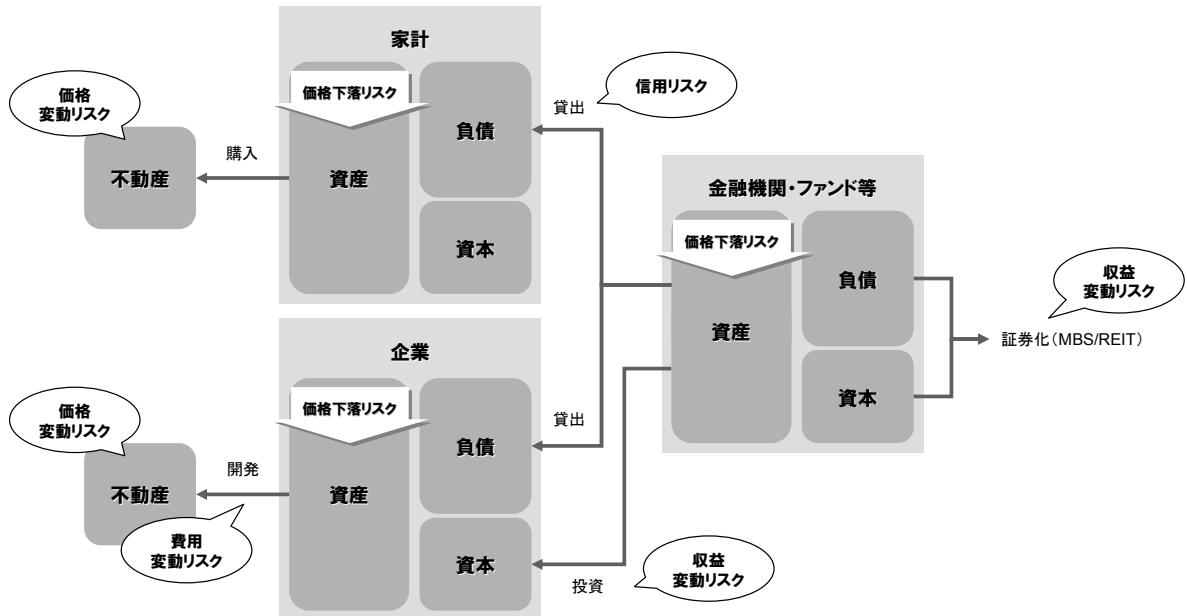 家計
価格下落リスク
資産
負債
資本
価格
変動リスク
不動産
購入
貸出
信用リスク
企業
価格下落リスク
資産
負債
資本
価格
変動リスク
不動産
開発
費用
変動リスク
貸出
投資
収益
変動リスク
金融機関・ファンド等
価格下落リスク
資産
負債
資本
収益
変動リスク
証券化（MBS/REIT）